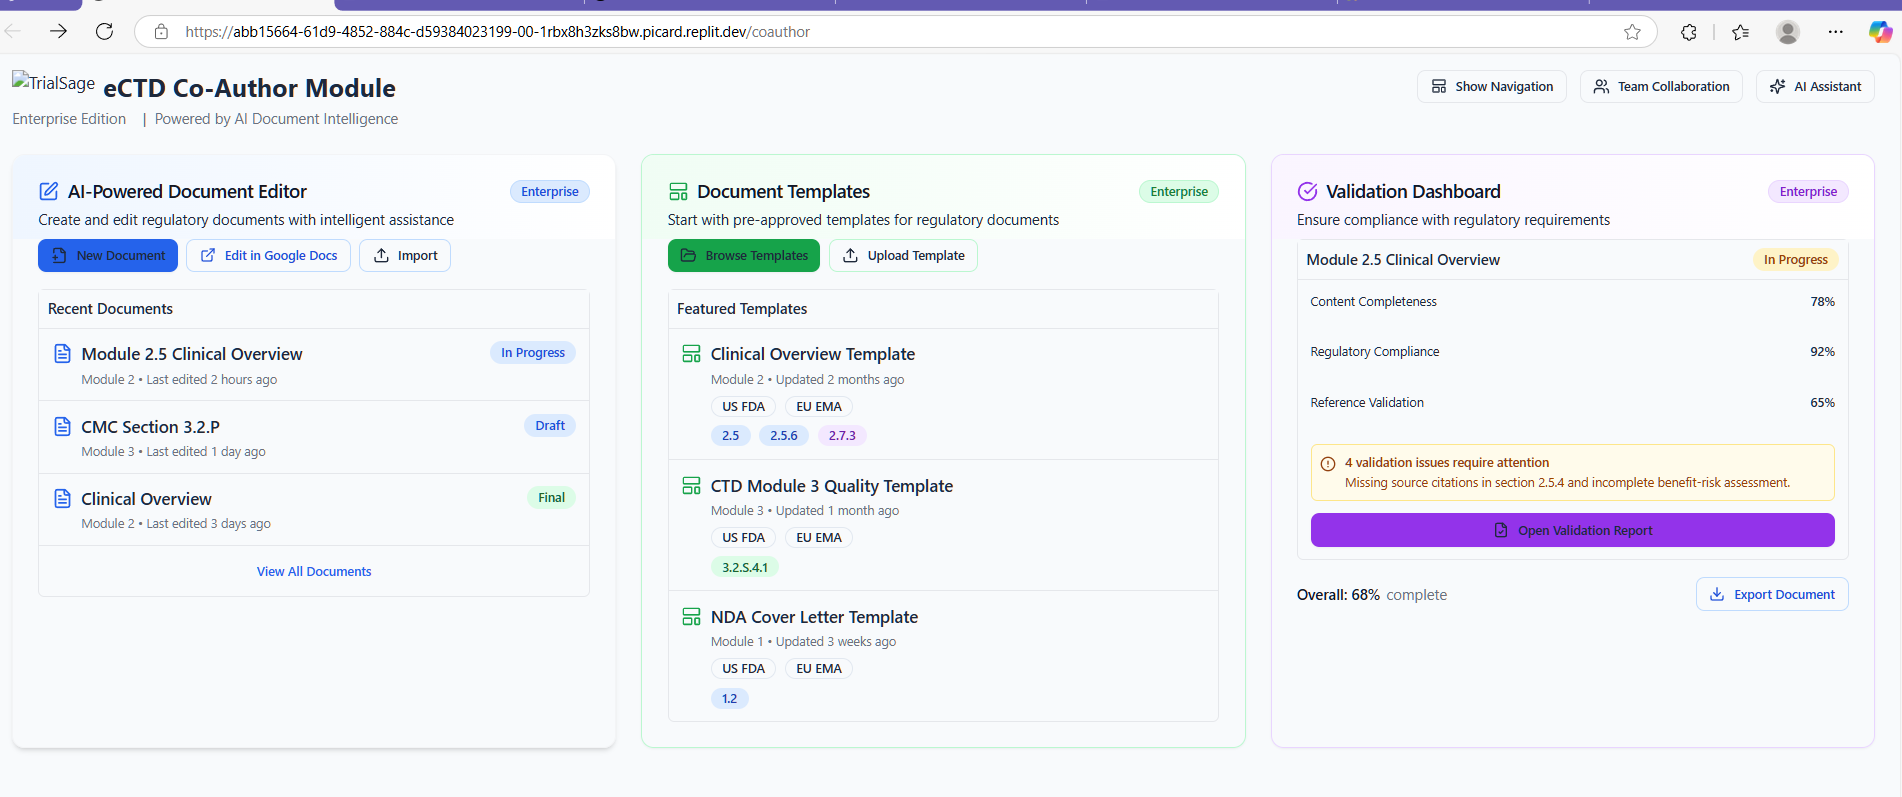 https://abb15664-61d9-4852-884c-d59384023199-00-1rbx8h3zks8bw.picard.replit.dev/coauthor
TrialSage
eCTD Co-Author Module
Show Navigation
Team Collaboration
AI Assistant
Enterprise Edition | Powered by AI Document Intelligence
AI-Powered Document Editor
Enterprise
Create and edit regulatory documents with intelligent assistance
New Document
Edit in Google Docs
Import
Recent Documents
Module 2.5 Clinical Overview
In Progress
Module 2 • Last edited 2 hours ago
CMC Section 3.2.P
Draft
Module 3 • Last edited 1 day ago
Clinical Overview
Final
Module 2 • Last edited 3 days ago
View All Documents
Document Templates
Enterprise
Start with pre-approved templates for regulatory documents
Browse Templates
Upload Template
Featured Templates
Clinical Overview Template
Module 2 • Updated 2 months ago
US FDA
EU EMA
2.5
2.5.6
2.7.3
CTD Module 3 Quality Template
Module 3 • Updated 1 month ago
US FDA
EU EMA
3.2.S.4.1
NDA Cover Letter Template
Module 1 • Updated 3 weeks ago
US FDA
EU EMA
1.2
Validation Dashboard
Enterprise
Ensure compliance with regulatory requirements
Module 2.5 Clinical Overview
In Progress
Content Completeness
78%
Regulatory Compliance
92%
Reference Validation
65%
4 validation issues require attention
Missing source citations in section 2.5.4 and incomplete benefit-risk assessment.
Open Validation Report
Overall: 68% complete
Export Document